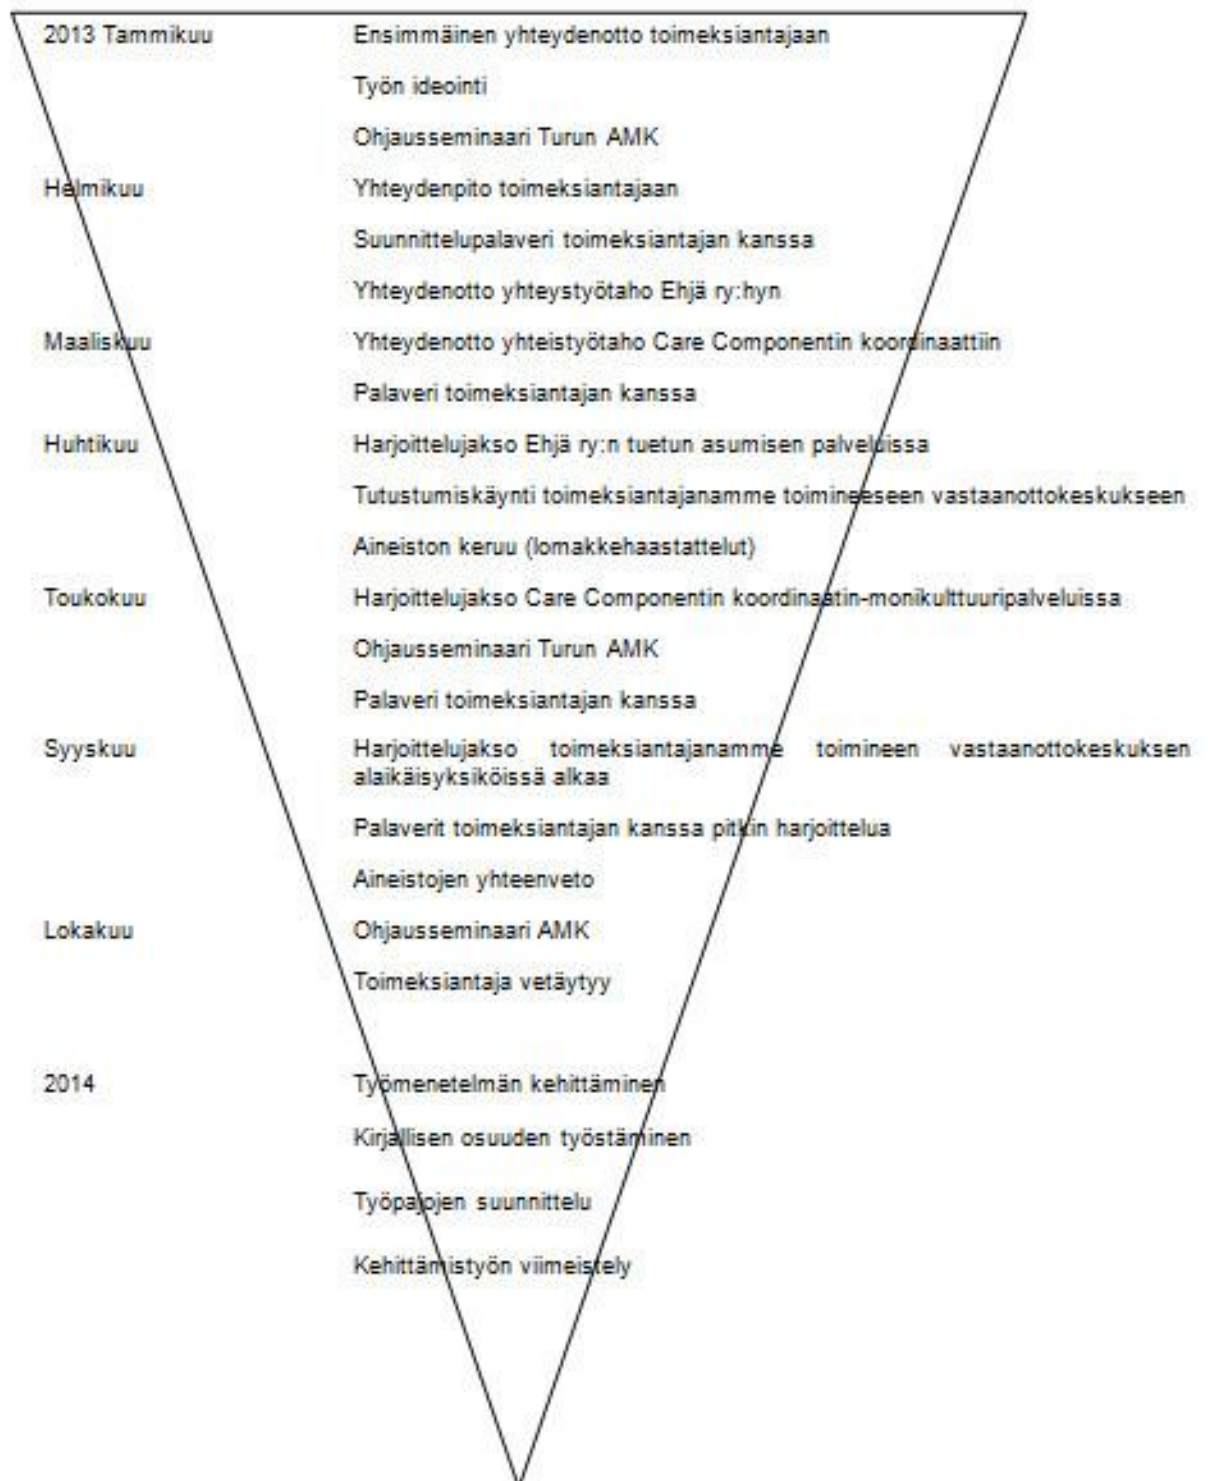 2013 Tammikuu Ensimmäinen yhteydenotto toimeksiantajaan
Työn ideointi
Ohjausseminaari Turun AMK
Helmikuu Yhteydenpito toimeksiantajaan
Suunnittelupalaveri toimeksiantajan kanssa
Yhteydenotto yhteystyötaho Ehjä ry:hyn
Maaliskuu Yhteydenotto yhteistyötaho Care Componentin koordinaattiin
Palaveri toimeksiantajan kanssa
Huhtikuu Harjoittelujakso Ehjä ry:n tuetun asumisen palveluissa
Tutustumiskäynti toimeksiantajanamme toimineeseen vastaanottokeskukseen
Aineiston keruu (lomakkehaastattelut)
Toukokuu Harjoittelujakso Care Componentin koordinaatin-monikulttuuripalveluissa
Ohjausseminaari Turun AMK
Palaveri toimeksiantajan kanssa
Syyskuu Harjoittelujakso toimeksiantajanamme toimineen vastaanottokeskuksen
alaikäisyksiköissä alkaa
Palaverit toimeksiantajan kanssa pitkin harjoittelua
Aineistojen yhteenveto
Lokakuu Ohjausseminaari AMK
Toimeksiantaja vetäytyy
2014 Työmenetelmän kehittäminen
Kirjallisen osuuden työstäminen
Työpajojen suunnittelu
Kehittämistyön viimeistely